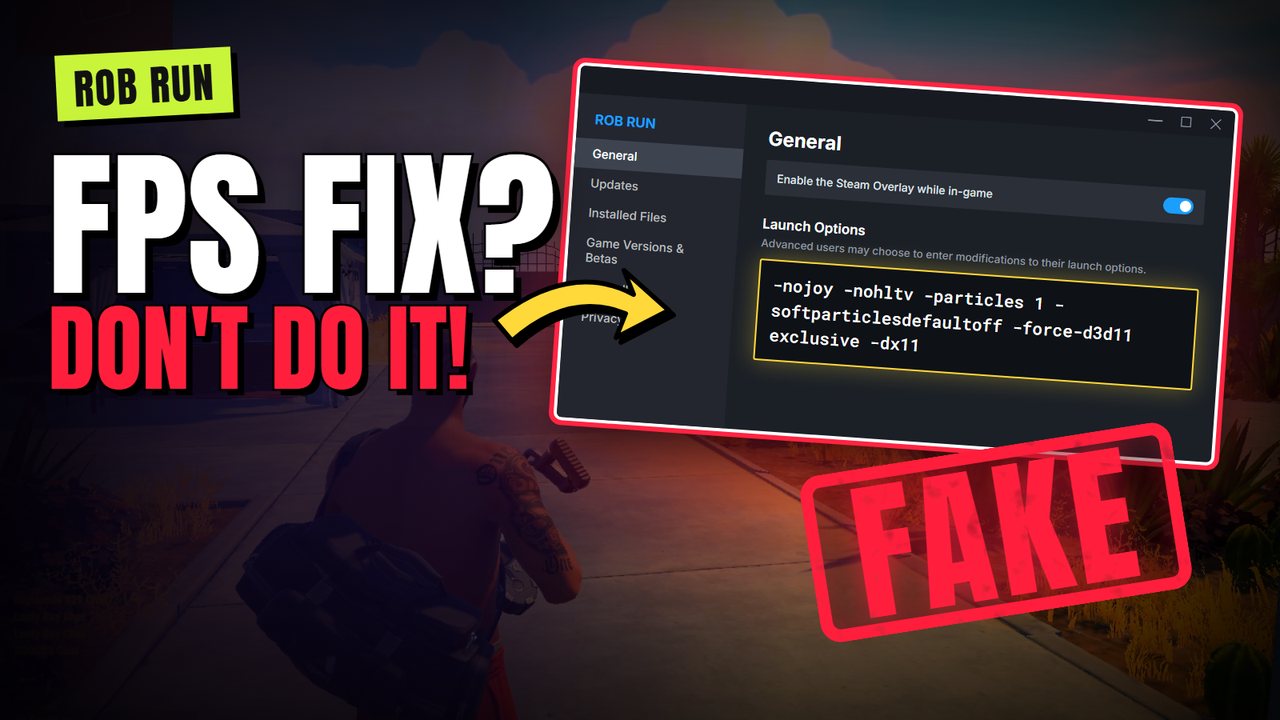 ROB RUN
FPS FIX?
DON'T DO IT!
ROB RUN
General
Updates
Installed Files
Game Versions &
Betas
Privacy
General
Enable the Steam Overlay while in-game
Launch Options
Advanced users may choose to enter modifications to their launch options.
-nojoy -nohltv -particles 1 -
softparticlesdefaultoff -force-d3d11
exclusive -dx11
FAKE